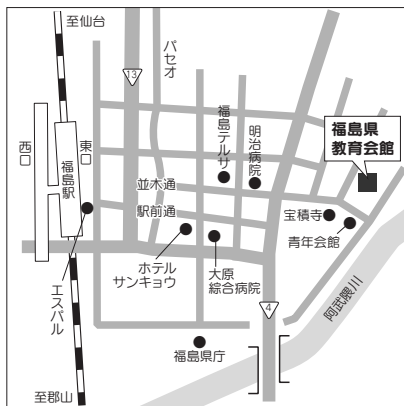 至仙台
パセオ
13
福島県
教育会館
福島テルサ
明治病院
西口
福島駅
東口
並木通
駅前通
宝積寺
青年会館
ホテル
サンキョウ
大原
綜合病院
エスパル
4
阿武隈川
福島県庁
至郡山